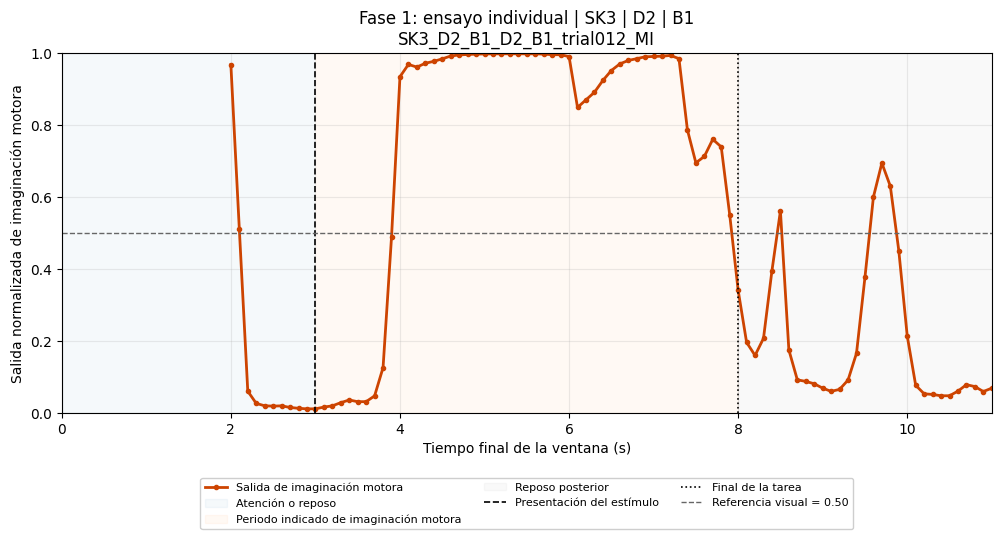 Fase 1: ensayo individual | SK3 | D2 | B1
SK3_D2_B1_D2_B1_trial012_MI
Salida normalizada de imaginación motora
1.0
0.8
0.6
0.4
0.2
0.0
0
2
4
6
8
10
Tiempo final de la ventana (s)
Salida de imaginación motora
Atención o reposo
Periodo indicado de imaginación motora
Reposo posterior
Presentación del estímulo
Final de la tarea
Referencia visual = 0.50